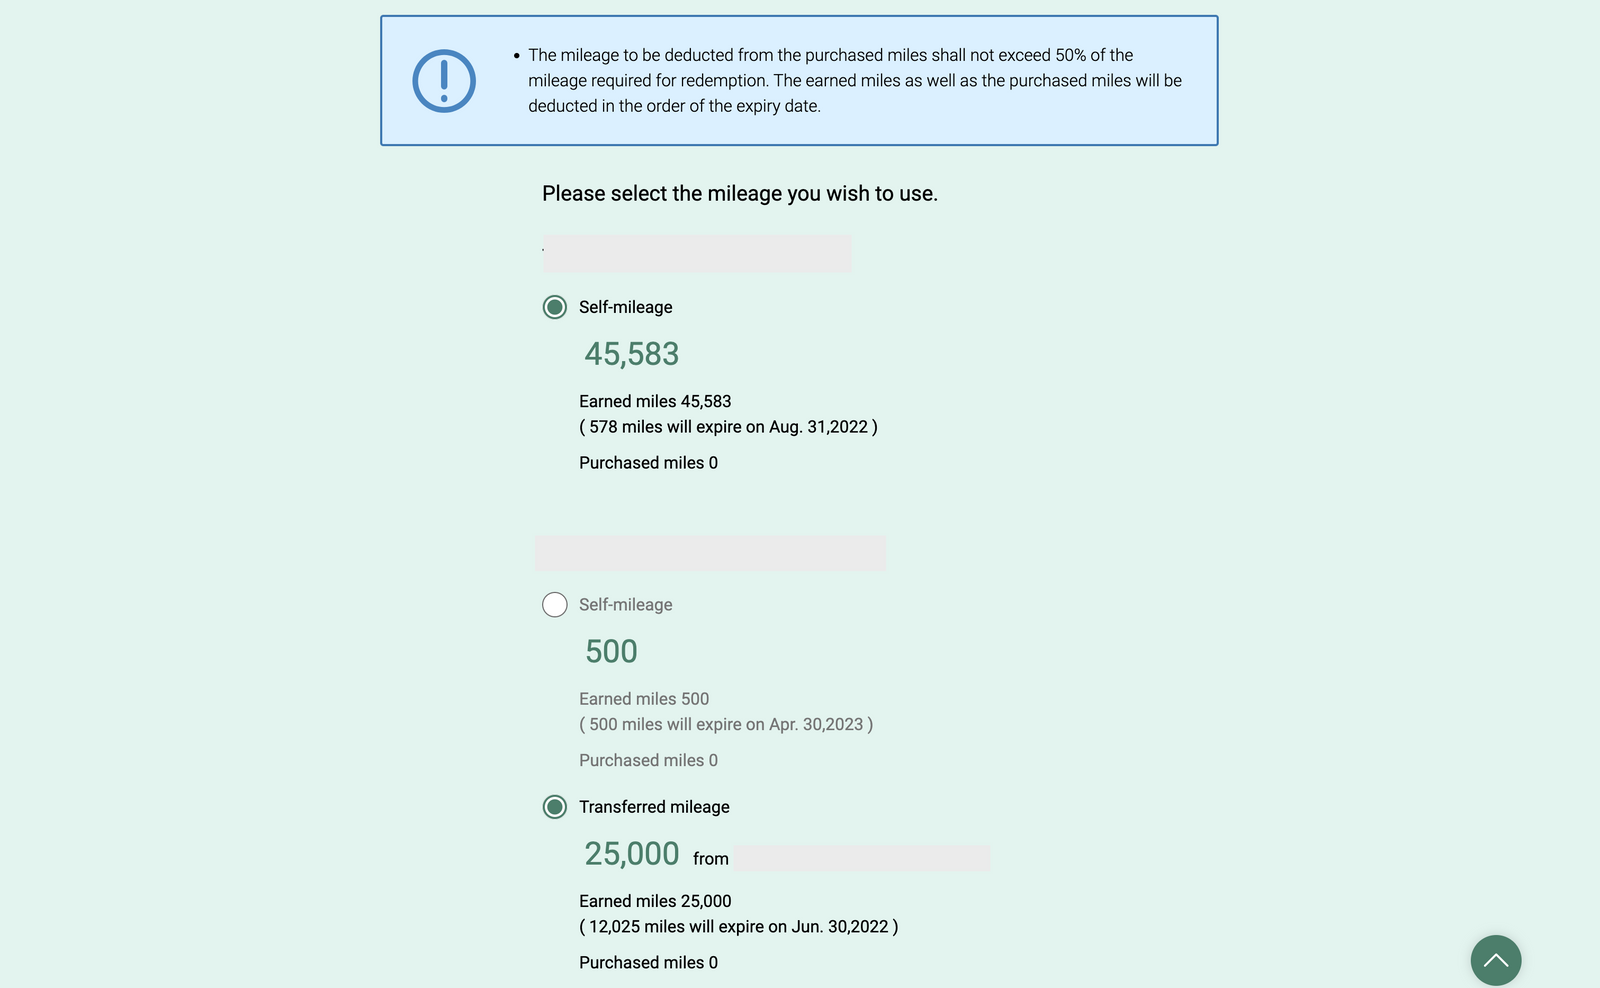 • The mileage to be deducted from the purchased miles shall not exceed 50% of the
mileage required for redemption. The earned miles as well as the purchased miles will be
deducted in the order of the expiry date.
Please select the mileage you wish to use.
Self-mileage
45,583
Earned miles 45,583
( 578 miles will expire on Aug. 31,2022 )
Purchased miles 0
Self-mileage
500
Earned miles 500
( 500 miles will expire on Apr. 30,2023 )
Purchased miles 0
Transferred mileage
25,000 from
Earned miles 25,000
( 12,025 miles will expire on Jun. 30,2022 )
Purchased miles 0